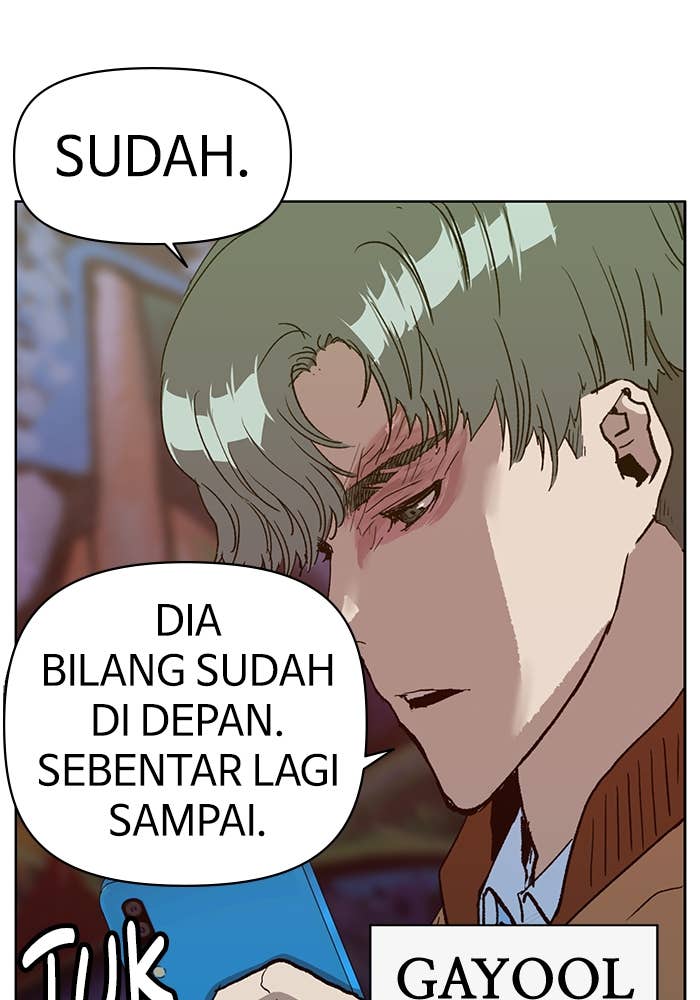 SUDAH.
DIA
BILANG SUDAH
DI DEPAN.
SEBENTAR LAGI
SAMPAI.
TUK
GAYOOL